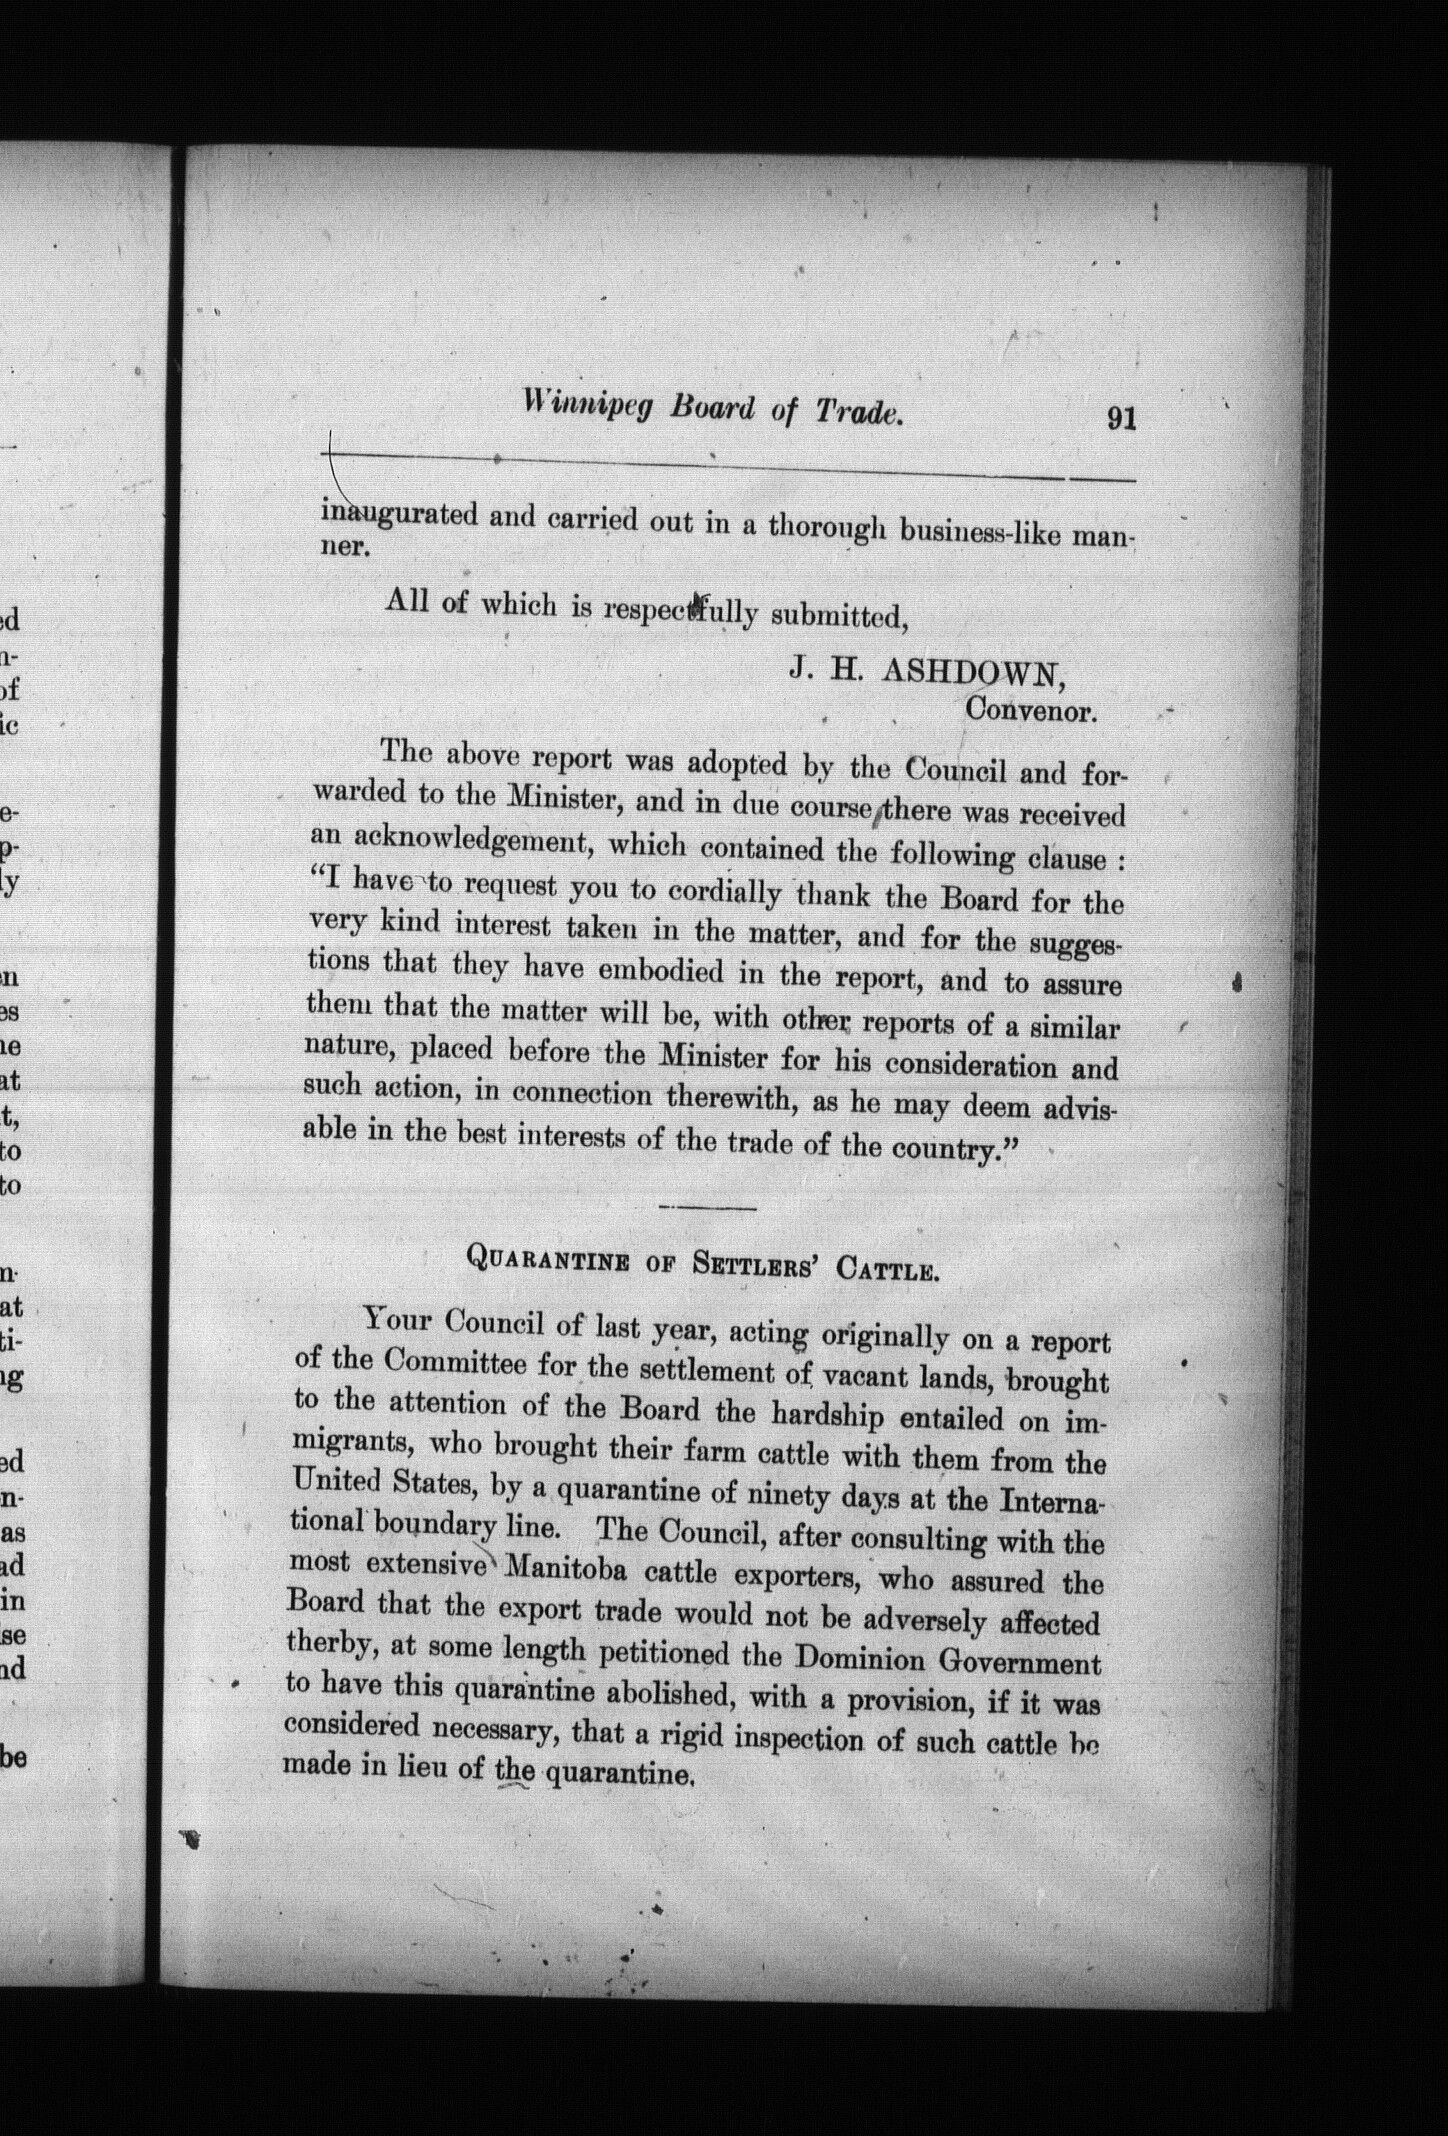 Winnipeg Board of Trade. 91
inaugurated and carried out in a thorough business-like man-
ner.
All of which is respectfully submitted,
J. H. ASHDOWN,
Convenor.
The above report was adopted by the Council and for-
warded to the Minister, and in due course there was received
an acknowledgement, which contained the following clause :
“I have to request you to cordially thank the Board for the
very kind interest taken in the matter, and for the sugges-
tions that they have embodied in the report, and to assure
them that the matter will be, with other reports of a similar
nature, placed before the Minister for his consideration and
such action, in connection therewith, as he may deem advis-
able in the best interests of the trade of the country.”
QUARANTINE OF SETTLERS’ CATTLE.
Your Council of last year, acting originally on a report
of the Committee for the settlement of vacant lands, brought
to the attention of the Board the hardship entailed on im-
migrants, who brought their farm cattle with them from the
United States, by a quarantine of ninety days at the Interna-
tional boundary line. The Council, after consulting with the
most extensive Manitoba cattle exporters, who assured the
Board that the export trade would not be adversely affected
therby, at some length petitioned the Dominion Government
to have this quarantine abolished, with a provision, if it was
considered necessary, that a rigid inspection of such cattle be
made in lieu of the quarantine.